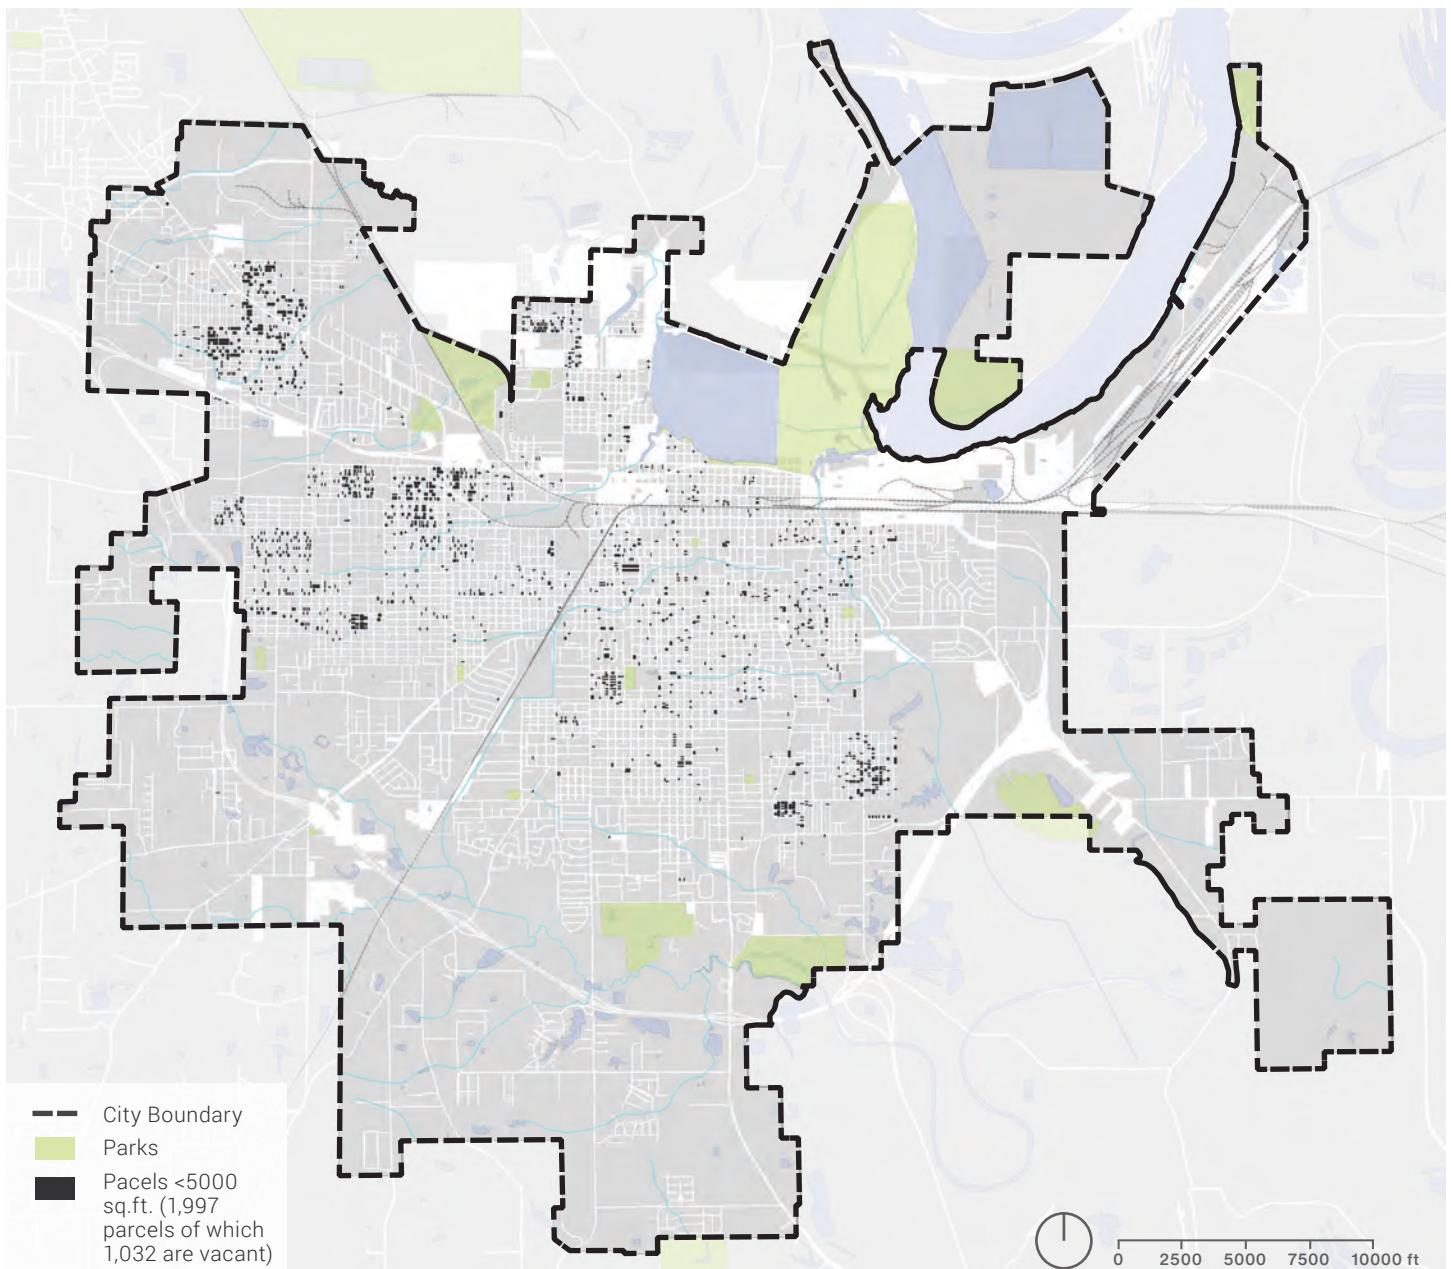 City Boundary
Parks
Pacels <5000
sq.ft. (1,997
parcels of which
1,032 are vacant)
0 2500 5000 7500 10000 ft